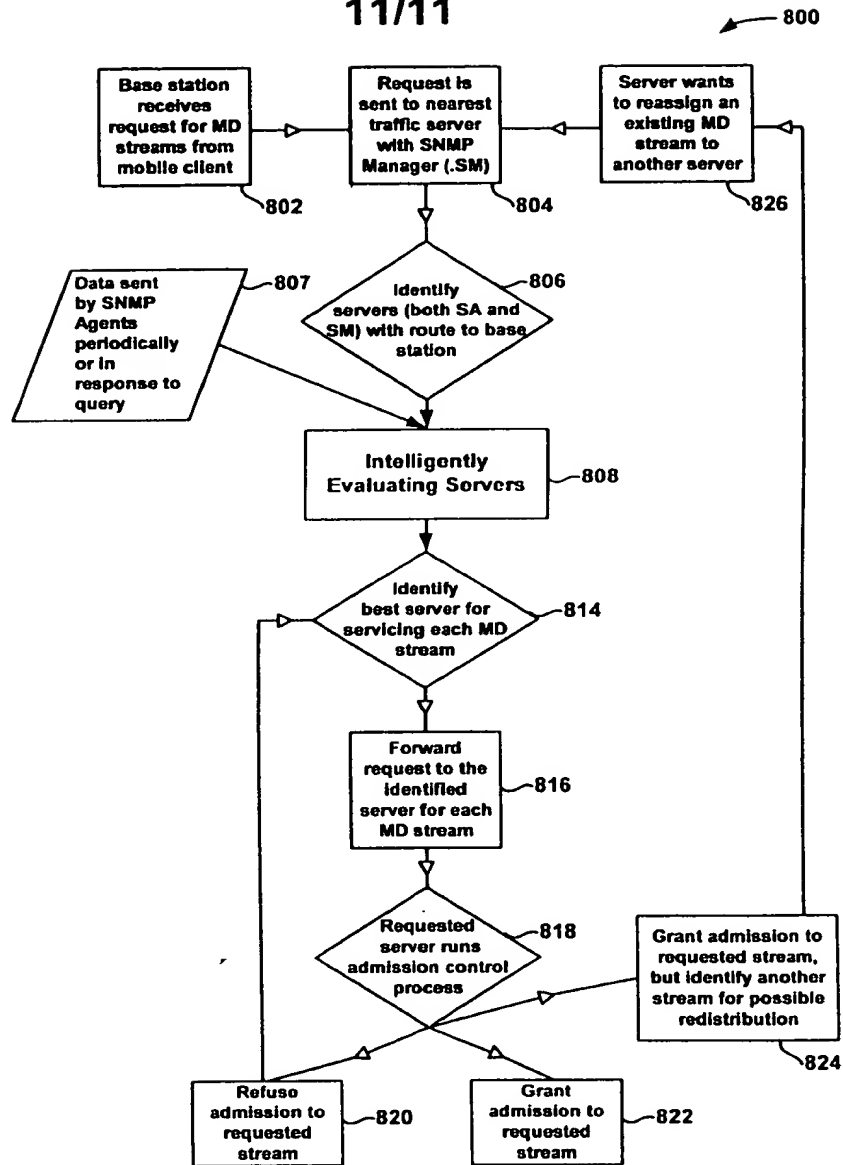 11/11
800
Base station
receives
request for MD
streams from
mobile client
802
Request is
sent to nearest
traffic server
with SNMP
Manager (.SM)
804
Server wants
to reassign an
existing MD
stream to
another server
826
Data sent
by SNMP
Agents
periodically
or in
response to
query
807
Identify
servers (both SA and
SM) with route to base
station
806
Intelligently
Evaluating Servers
808
Identify
best server for
servicing each MD
stream
814
Forward
request to the
identified
server for each
MD stream
816
Requested
server runs
admission control
process
818
Grant admission to
requested stream,
but identify another
stream for possible
redistribution
824
Refuse
admission to
requested
stream
820
Grant
admission to
requested
stream
822